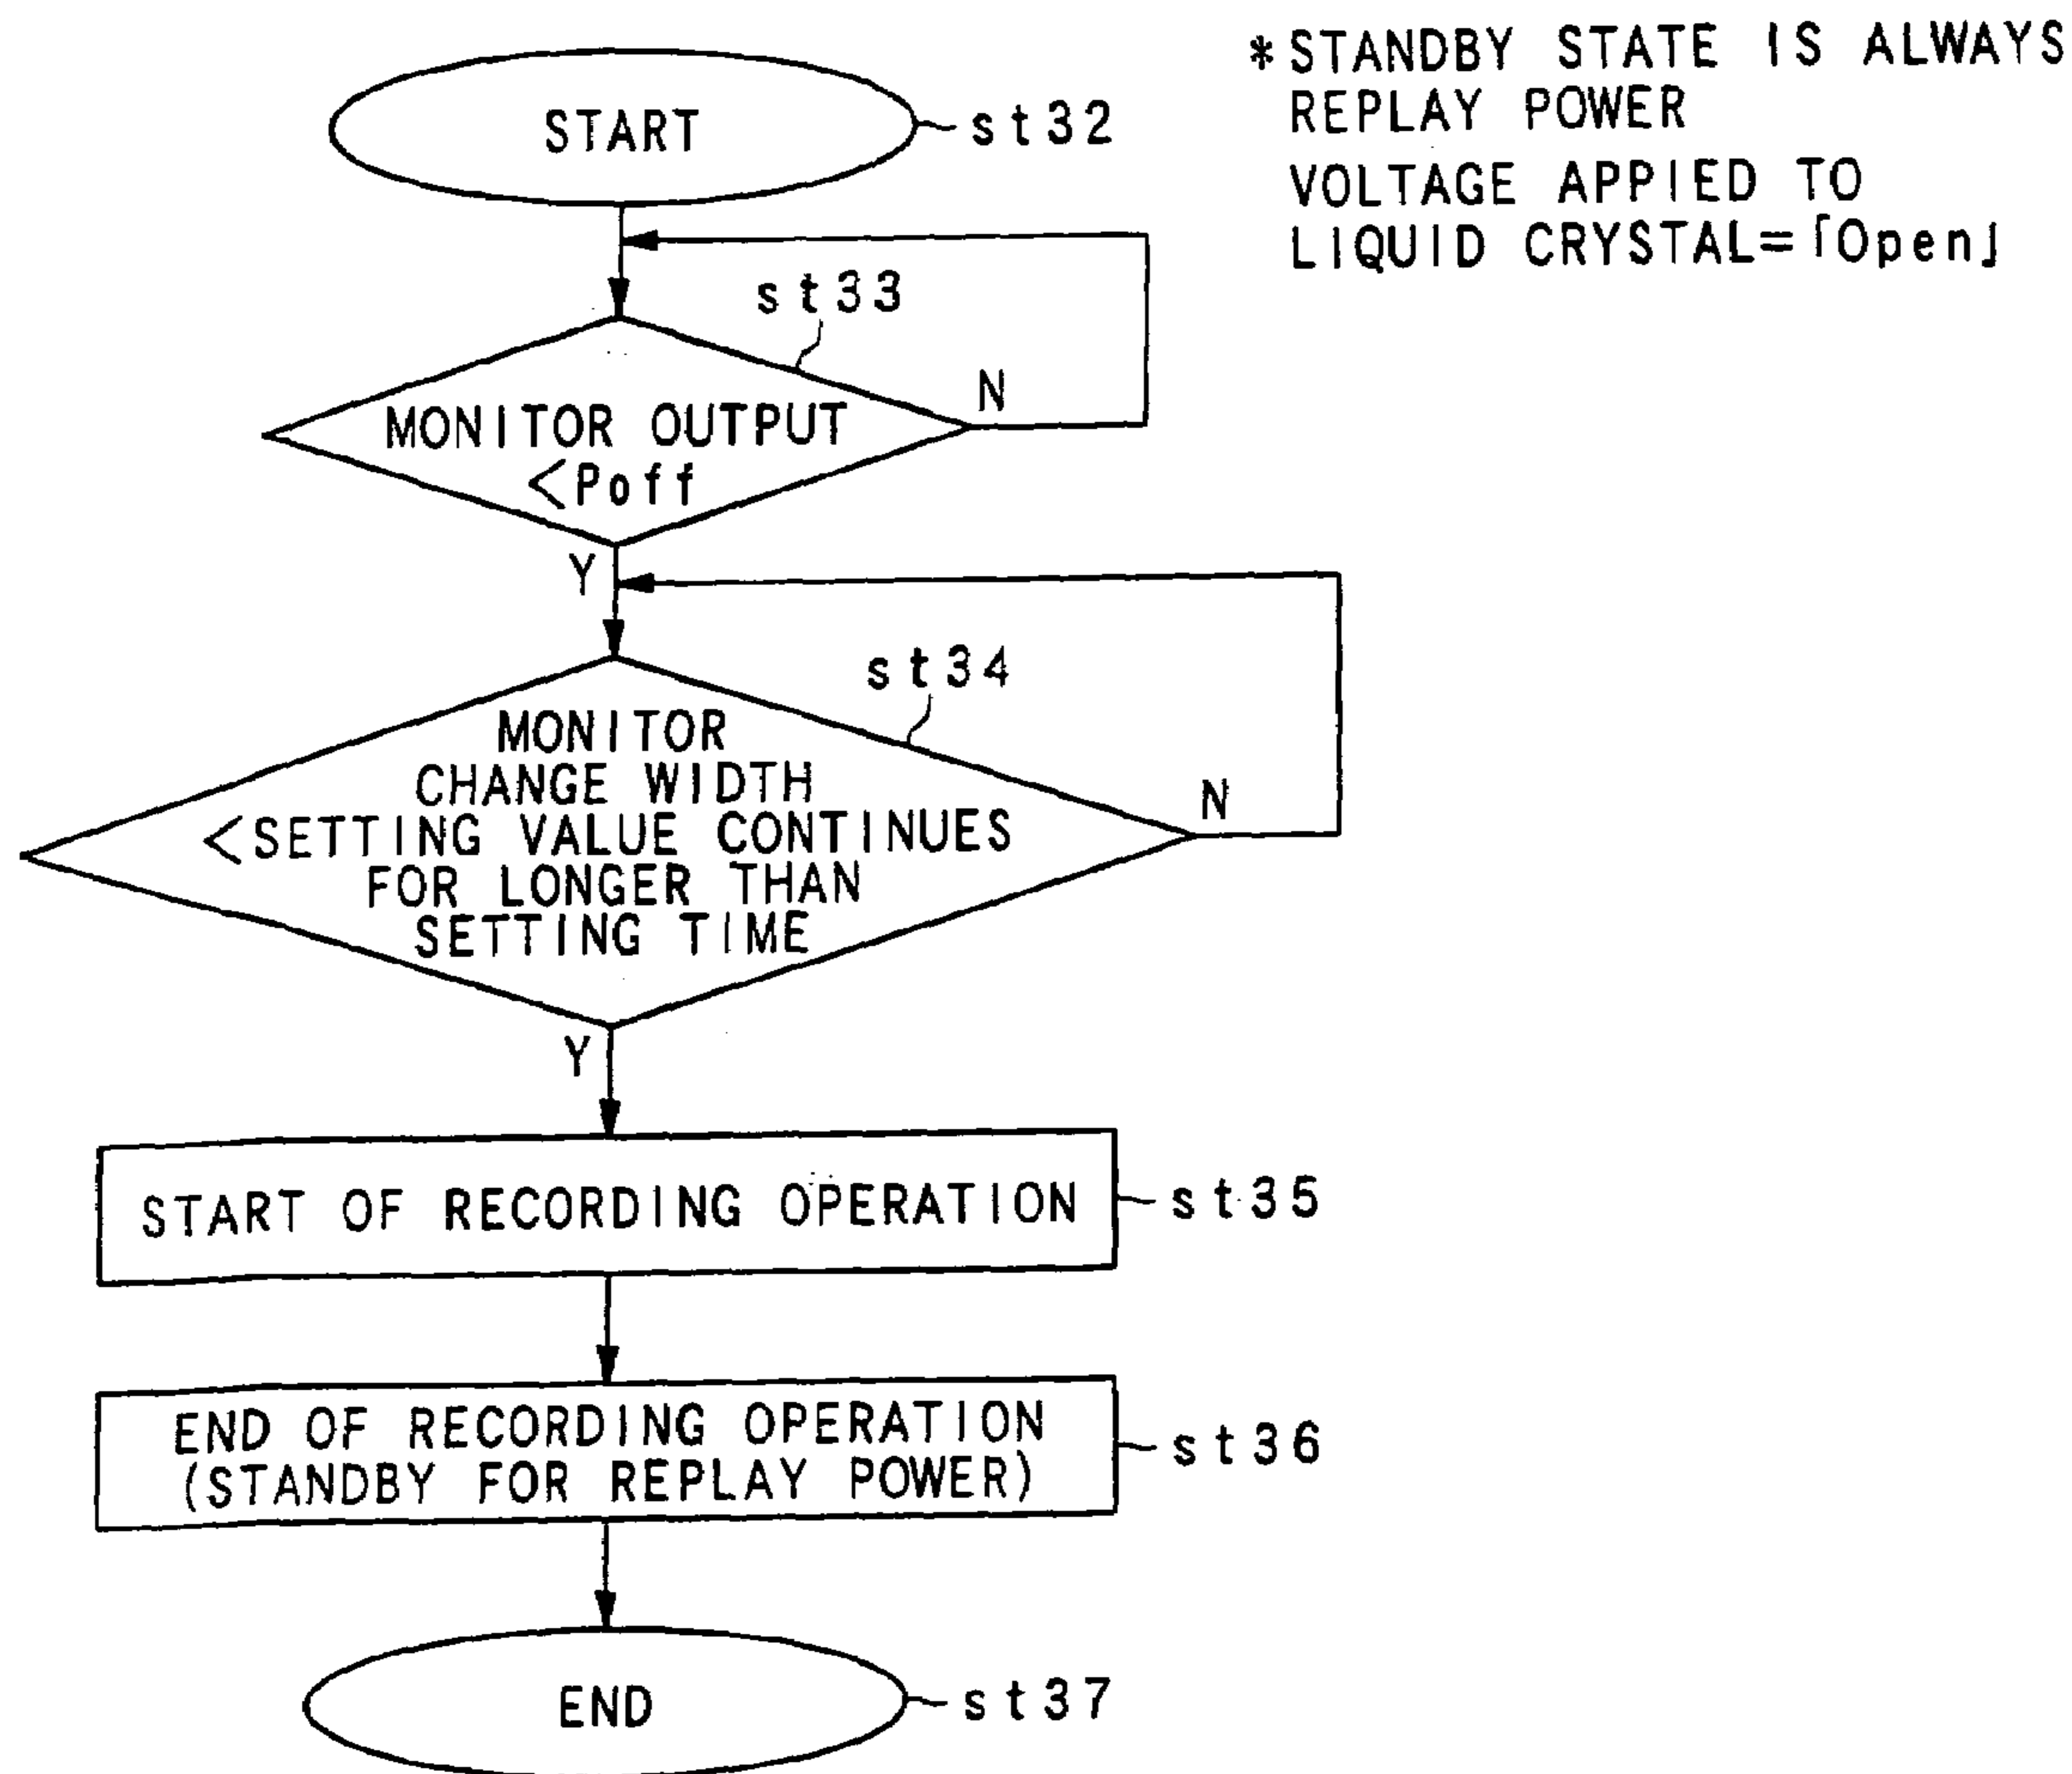 *STANDBY STATE IS ALWAYS
REPLAY POWER
VOLTAGE APPIED TO
LIQUID CRYSTAL=「Open」
START
st32
st33
N
MONITOR OUTPUT
<Poff
Y
st34
MONITOR
CHANGE WIDTH
<SETTING VALUE CONTINUES
FOR LONGER THAN
SETTING TIME
N
Y
START OF RECORDING OPERATION
st35
END OF RECORDING OPERATION
(STANDBY FOR REPLAY POWER)
st36
END
st37